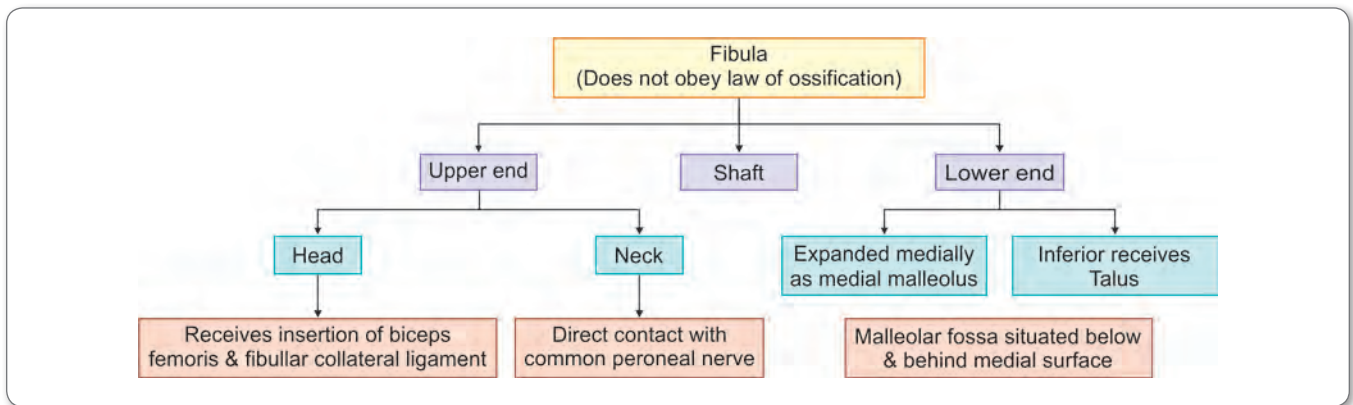 Fibula
(Does not obey law of ossification)
Upper end
Shaft
Lower end
Head
Neck
Expanded medially
as medial malleolus
Inferior receives
Talus
Receives insertion of biceps
femoris & fibullar collateral ligament
Direct contact with
common peroneal nerve
Malleolar fossa situated below
& behind medial surface